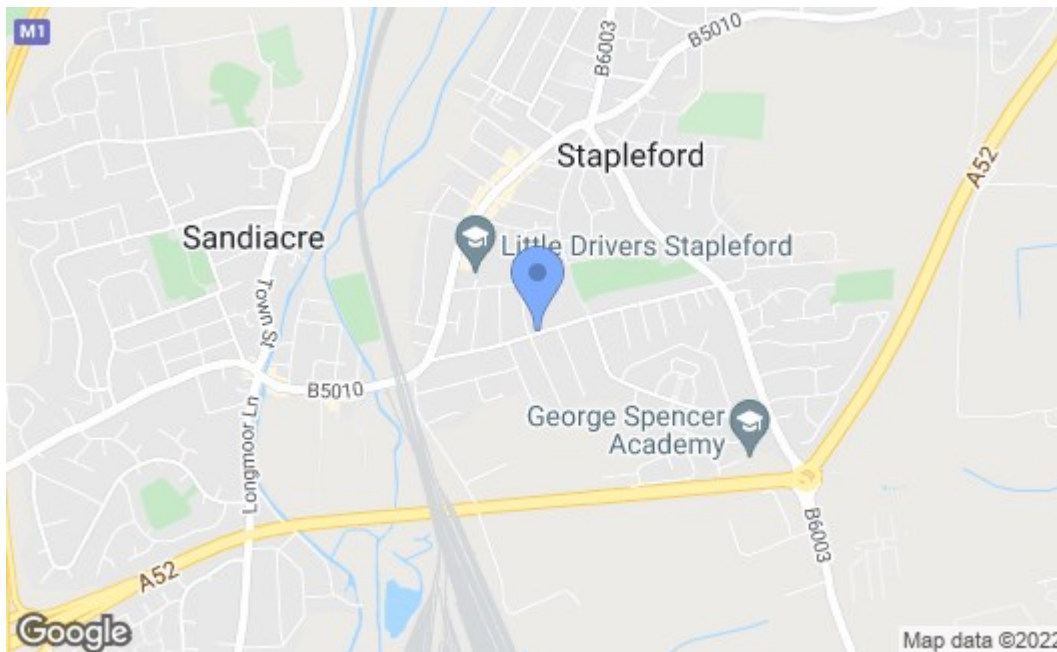 M1
B6003
B5010
Stapleford
A52
Sandiacre
Little Drivers Stapleford
Town St
B5010
George Spencer
Academy
Longmoor Ln
B6003
A52
Google
Map data ©2022